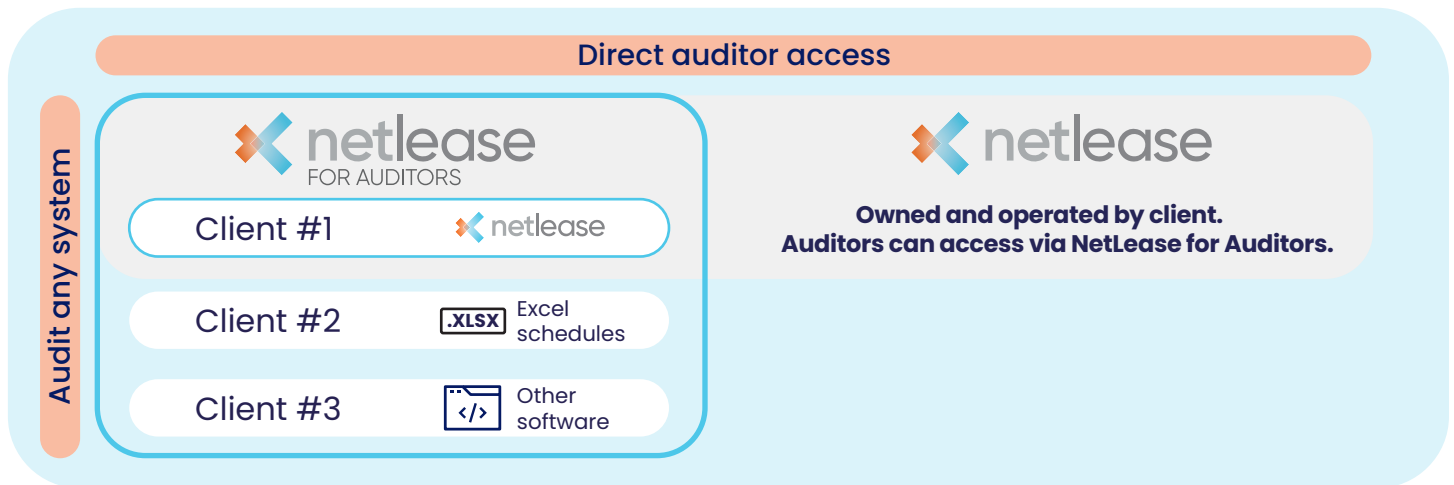 Direct auditor access
Audit any system
netlease
FOR AUDITORS
Client #1
netlease
Client #2
.XLSX
Excel
schedules
Client #3
</>
Other
software
netlease
Owned and operated by client.
Auditors can access via NetLease for Auditors.